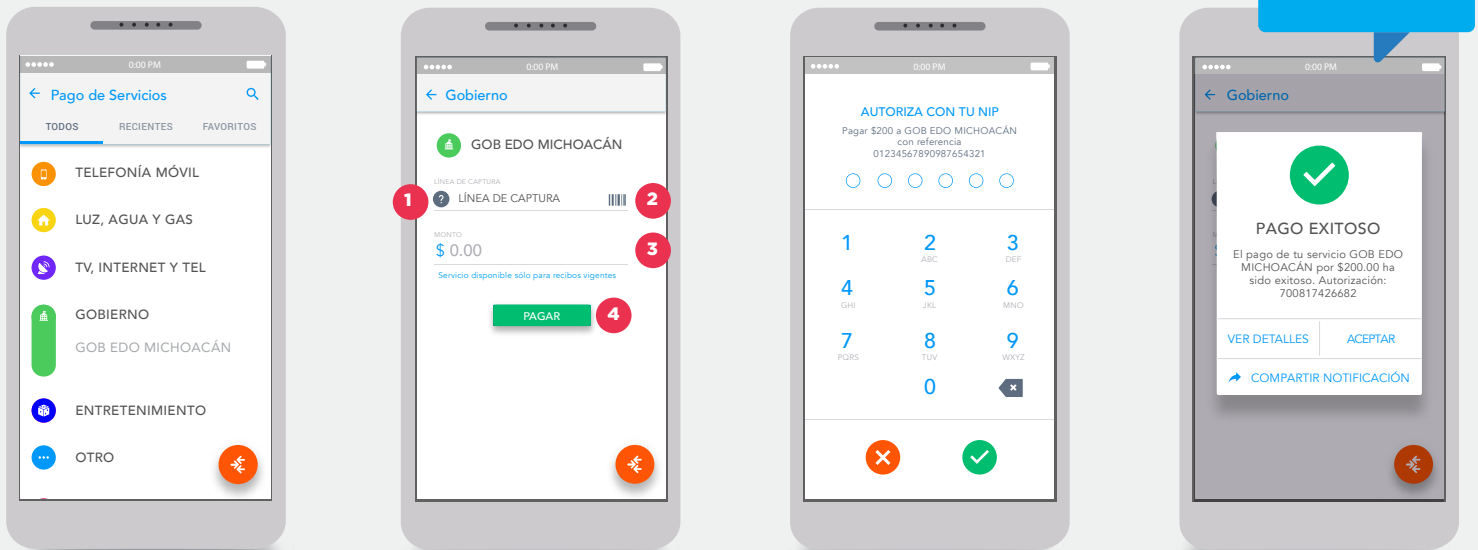 0:00 PM
Pago de Servicios
TODOS RECIENTES FAVORITOS
TELEFONÍA MÓVIL
LUZ, AGUA Y GAS
TV, INTERNET Y TEL
GOBIERNO
GOB EDO MICHOACÁN
ENTRETENIMIENTO
OTRO
0:00 PM
Gobierno
GOB EDO MICHOACÁN
LÍNEA DE CAPTURA
1 ? LÍNEA DE CAPTURA 2
MONTO
$ 0.00 3
Servicio disponible sólo para recibos vigentes
PAGAR 4
0:00 PM
AUTORIZA CON TU NIP
Pagar $200 a GOB EDO MICHOACÁN
con referencia
01234567890987654321
1 2 3
ABC DEF
4 5 6
GHI JKL MNO
7 8 9
PQRS TUV WXYZ
0
0:00 PM
Gobierno
PAGO EXITOSO
El pago de tu servicio GOB EDO
MICHOACÁN por $200.00 ha
sido exitoso. Autorización:
700817426682
VER DETALLES ACEPTAR
COMPARTIR NOTIFICACIÓN